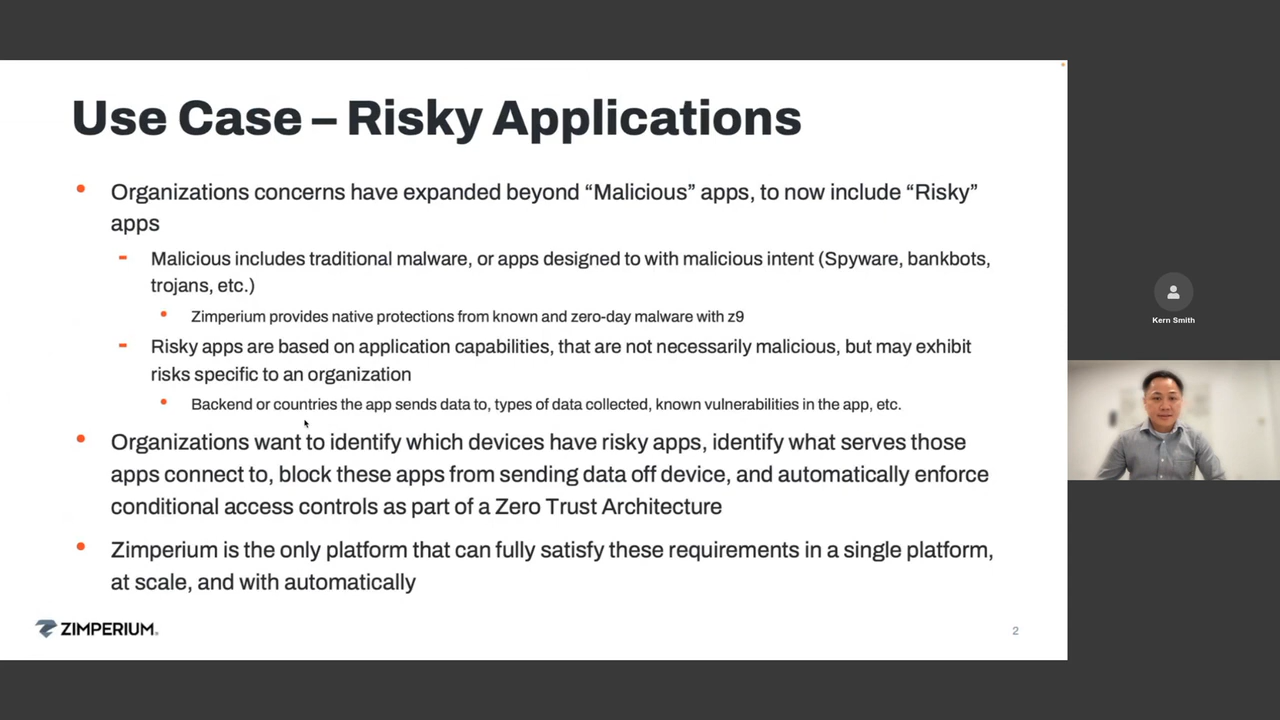 Use Case – Risky Applications
Organizations concerns have expanded beyond “Malicious” apps, to now include “Risky”
apps
Malicious includes traditional malware, or apps designed to with malicious intent (Spyware, bankbots,
trojans, etc.)
Zimperium provides native protections from known and zero-day malware with z9
Risky apps are based on application capabilities, that are not necessarily malicious, but may exhibit
risks specific to an organization
Backend or countries the app sends data to, types of data collected, known vulnerabilities in the app, etc.
Organizations want to identify which devices have risky apps, identify what serves those
apps connect to, block these apps from sending data off device, and automatically enforce
conditional access controls as part of a Zero Trust Architecture
Zimperium is the only platform that can fully satisfy these requirements in a single platform,
at scale, and with automatically
ZIMPERIUM®
2
Kern Smith